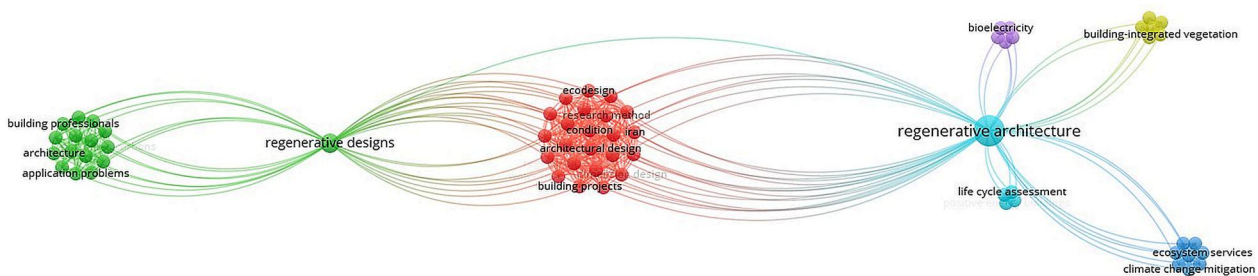 bioelectricity
building-integrated vegetation
ecodesign
building professionals
research method
condition
iran
regenerative architecture
regenerative designs
architecture
architectural design
application problems
building projects
life cycle assessment
ecosystem services
climate change mitigation